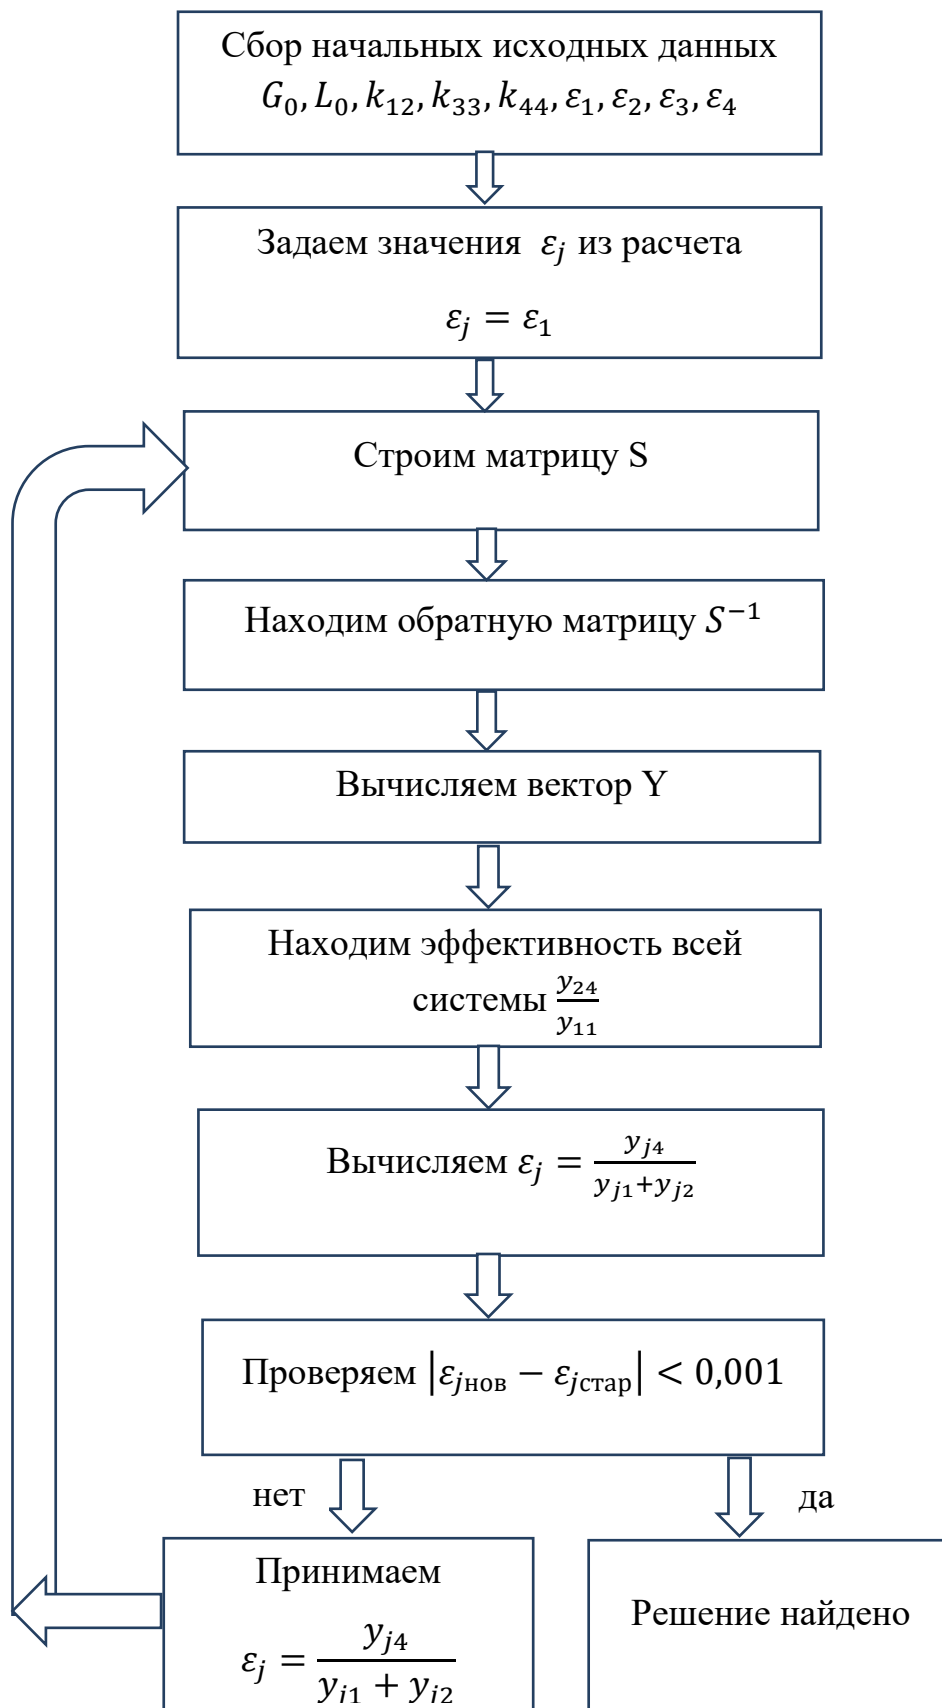 Сбор начальных исходных данных
G₀, L₀, k₁₂, k₃₃, k₄₄, ε₁, ε₂, ε₃, ε₄
Задаем значения εⱼ из расчета
εⱼ = ε₁
Строим матрицу S
Находим обратную матрицу S⁻¹
Вычисляем вектор Y
Находим эффективность всей
системы y₂₄/y₁₁
Вычисляем εⱼ = yⱼ₄/(yⱼ₁+yⱼ₂)
Проверяем |εⱼнов − εⱼстар| < 0,001
нет
да
Принимаем
εⱼ = yⱼ₄/(yⱼ₁ + yⱼ₂)
Решение найдено